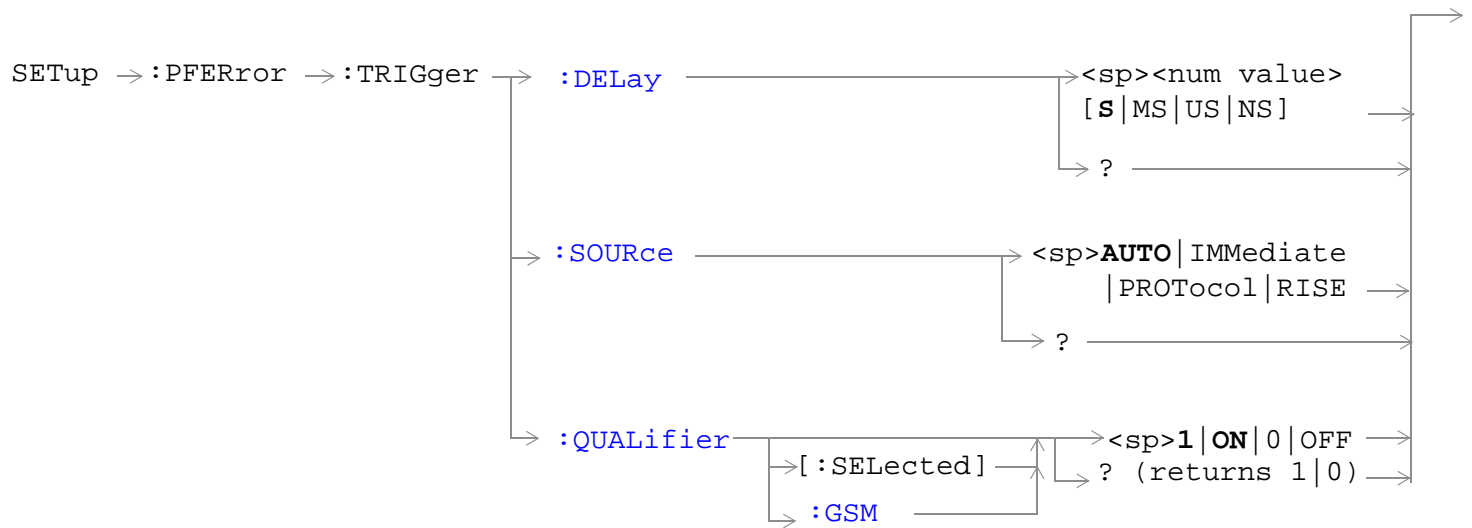 SETup :PFERror :TRIGger :DELay <sp><num value>
[S|MS|US|NS]
?
:SOURce <sp>AUTO|IMMediate
|PROTocol|RISE
?
:QUALifier <sp>1|ON|0|OFF
[:SELected] ? (returns 1|0)
:GSM